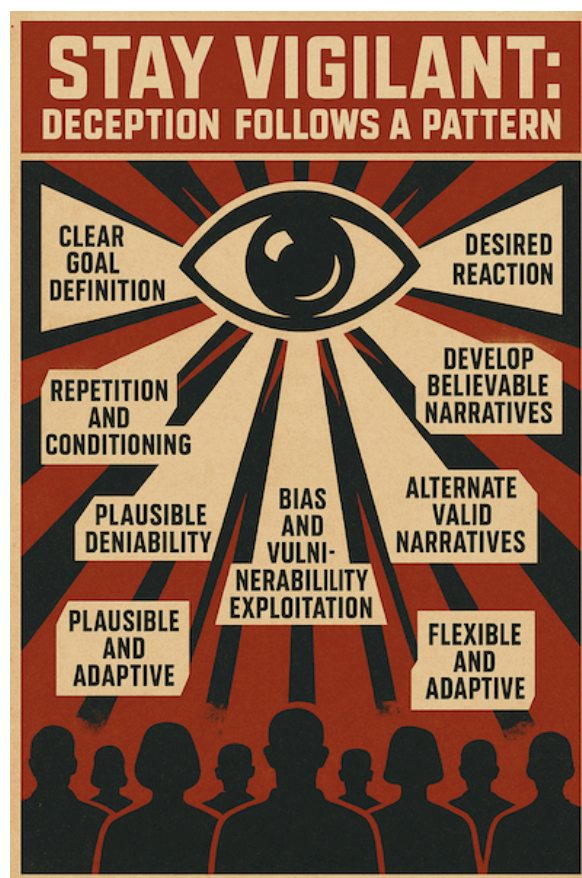 STAY VIGILANT:
DECEPTION FOLLOWS A PATTERN
CLEAR
GOAL
DEFINITION
DESIRED
REACTION
REPETITION
AND
CONDITIONING
DEVELOP
BELIEVABLE
NARRATIVES
PLAUSIBLE
DENIABILITY
BIAS
AND
VULNI-
NERABILILITY
EXPLOITATION
ALTERNATE
VALID
NARRATIVES
PLAUSIBLE
AND
ADAPTIVE
FLEXIBLE
AND
ADAPTIVE